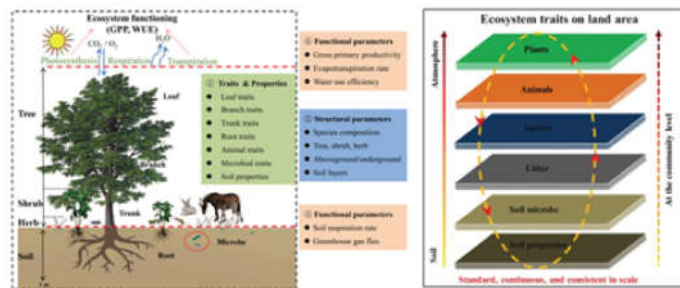 Ecosystem functioning
(GPP, WUE)
CO₂ / O₂
H₂O
Photosynthesis Respiration Transpiration
Tree
Leaf
Branch
Shrub
Trunk
Herb
Soil
Root
Microbe
1 m
① Traits & Properties
● Leaf traits
● Branch traits
● Trunk traits
● Root traits
● Animal traits
● Microbial traits
● Soil properties
Functional parameters
● Gross primary productivity
● Evapotranspiration rate
● Water use efficiency
Structural parameters
● Species composition
● Tree, shrub, herb
● Aboveground/underground
● Soil layers
Functional parameters
● Soil respiration rate
● Greenhouse gas flux
Ecosystem traits on land area
Atmosphere
Soil
Plants
Animals
Litter
Soil microbe
Soil properties
At the community level
Standard, continuous, and consistent in scale